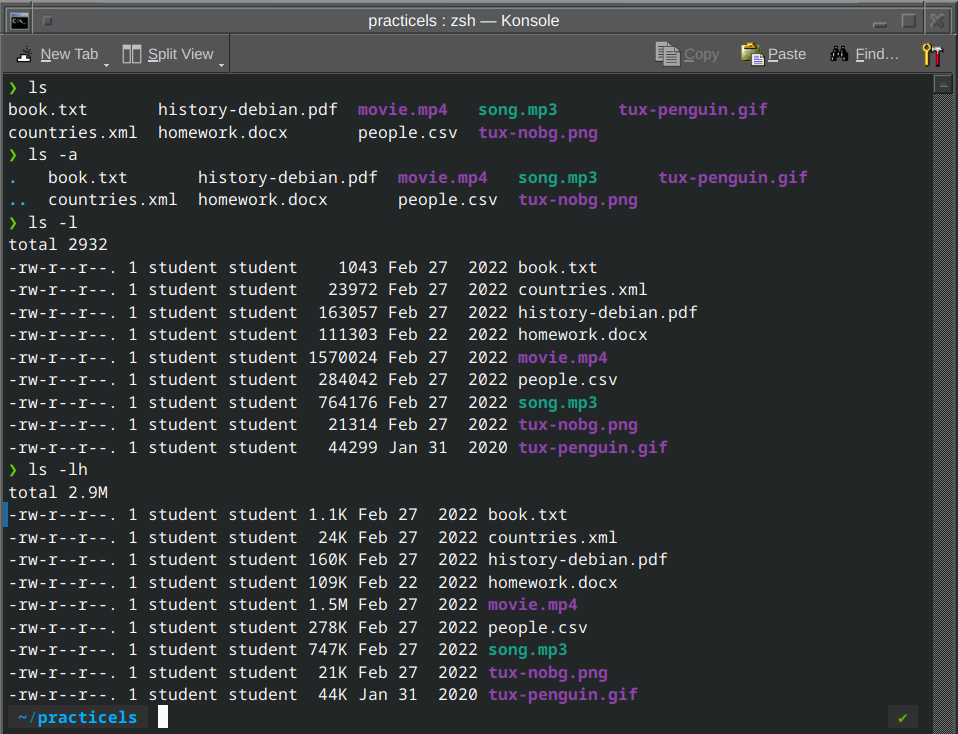 practicels : zsh — Konsole
New Tab Split View Copy Paste Find...
❯ ls
book.txt history-debian.pdf movie.mp4 song.mp3 tux-penguin.gif
countries.xml homework.docx people.csv tux-nobg.png
❯ ls -a
. book.txt history-debian.pdf movie.mp4 song.mp3 tux-penguin.gif
.. countries.xml homework.docx people.csv tux-nobg.png
❯ ls -l
total 2932
-rw-r--r--. 1 student student 1043 Feb 27 2022 book.txt
-rw-r--r--. 1 student student 23972 Feb 27 2022 countries.xml
-rw-r--r--. 1 student student 163057 Feb 27 2022 history-debian.pdf
-rw-r--r--. 1 student student 111303 Feb 22 2022 homework.docx
-rw-r--r--. 1 student student 1570024 Feb 27 2022 movie.mp4
-rw-r--r--. 1 student student 284042 Feb 27 2022 people.csv
-rw-r--r--. 1 student student 764176 Feb 27 2022 song.mp3
-rw-r--r--. 1 student student 21314 Feb 27 2022 tux-nobg.png
-rw-r--r--. 1 student student 44299 Jan 31 2020 tux-penguin.gif
❯ ls -lh
total 2.9M
-rw-r--r--. 1 student student 1.1K Feb 27 2022 book.txt
-rw-r--r--. 1 student student 24K Feb 27 2022 countries.xml
-rw-r--r--. 1 student student 160K Feb 27 2022 history-debian.pdf
-rw-r--r--. 1 student student 109K Feb 22 2022 homework.docx
-rw-r--r--. 1 student student 1.5M Feb 27 2022 movie.mp4
-rw-r--r--. 1 student student 278K Feb 27 2022 people.csv
-rw-r--r--. 1 student student 747K Feb 27 2022 song.mp3
-rw-r--r--. 1 student student 21K Feb 27 2022 tux-nobg.png
-rw-r--r--. 1 student student 44K Jan 31 2020 tux-penguin.gif
~/practicels ✔